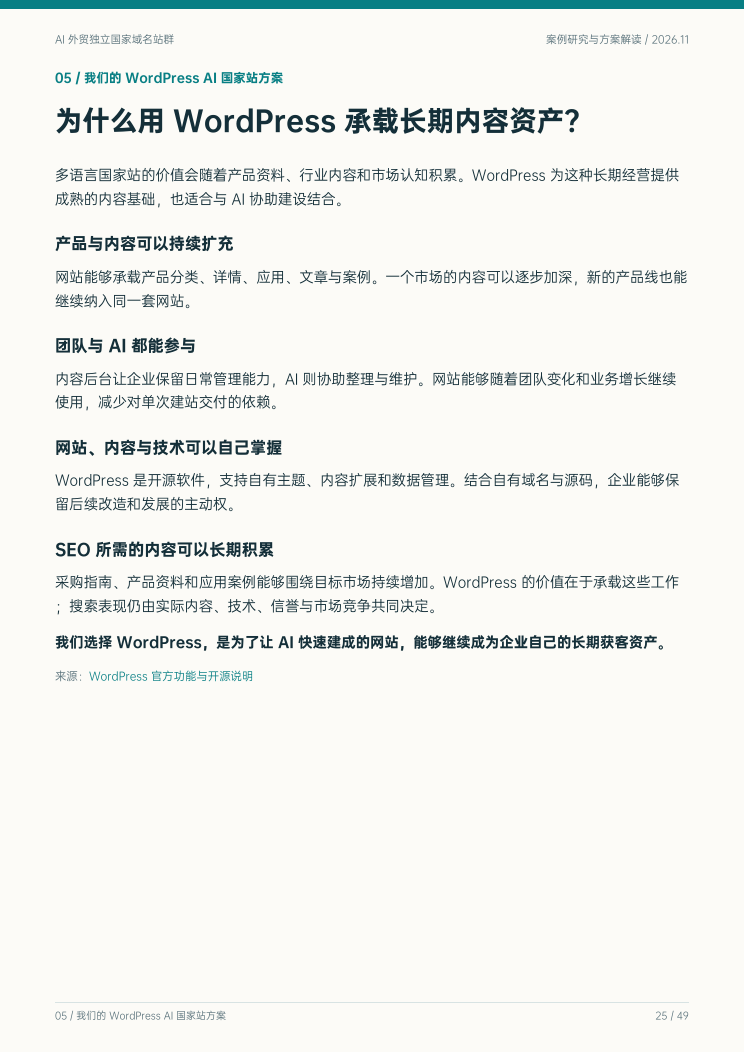 AI 外贸独立国家域名站群
案例研究与方案解读 / 2026.11
05 / 我们的 WordPress AI 国家站方案
为什么用 WordPress 承载长期内容资产？
多语言国家站的价值会随着产品资料、行业内容和市场认知积累。WordPress 为这种长期经营提供
成熟的内容基础，也适合与 AI 协助建设结合。
产品与内容可以持续扩充
网站能够承载产品分类、详情、应用、文章与案例。一个市场的内容可以逐步加深，新的产品线也能
继续纳入同一套网站。
团队与 AI 都能参与
内容后台让企业保留日常管理能力，AI 则协助整理与维护。网站能够随着团队变化和业务增长继续
使用，减少对单次建站交付的依赖。
网站、内容与技术可以自己掌握
WordPress 是开源软件，支持自有主题、内容扩展和数据管理。结合自有域名与源码，企业能够保
留后续改造和发展的主动权。
SEO 所需的内容可以长期积累
采购指南、产品资料和应用案例能够围绕目标市场持续增加。WordPress 的价值在于承载这些工作
；搜索表现仍由实际内容、技术、信誉与市场竞争共同决定。
我们选择 WordPress，是为了让 AI 快速建成的网站，能够继续成为企业自己的长期获客资产。
来源：WordPress 官方功能与开源说明
05 / 我们的 WordPress AI 国家站方案
25 / 49